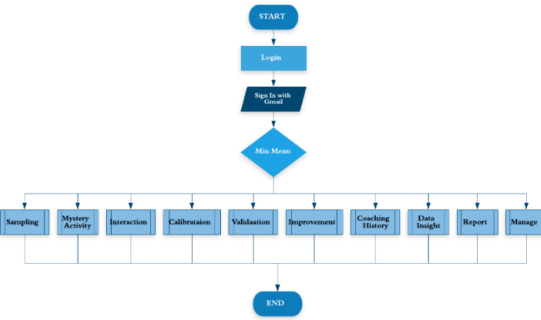 START
Login
Sign In with
Gmail
Min Menu
Sampling
Mystery
Activity
Interaction
Calibrataion
Validaation
Improvement
Coaching
History
Data
Insight
Report
Manage
END